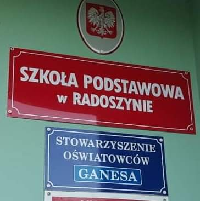 SZKOŁA PODSTAWOWA
w RADOSZYNIE
STOWARZYSZENIE
OŚWIATOWCÓW
GANESA